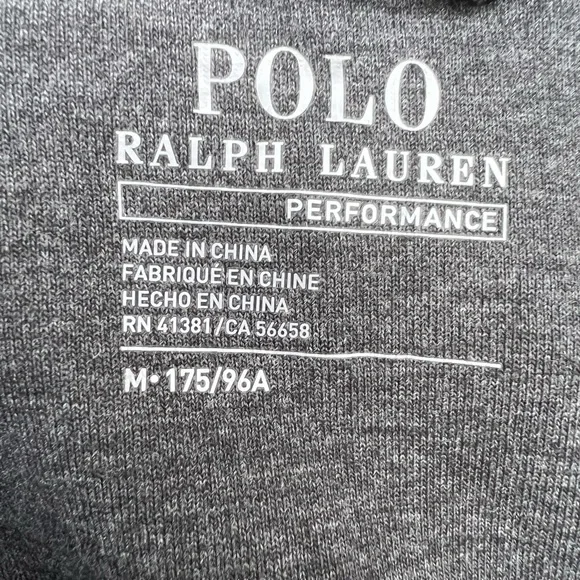 POLO
RALPH LAUREN
PERFORMANCE
MADE IN CHINA
FABRIQUÉ EN CHINE
HECHO EN CHINA
RN 41381/CA 56658
M•175/96A